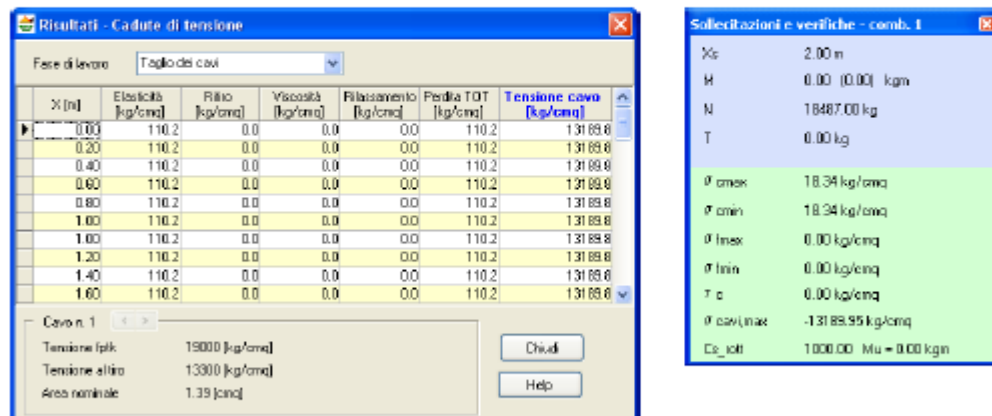 Risultati - Cadute di tensione
Fase di lavoro Taglio dei cavi
X [m] Elasticità [kg/cmq] Ritiro [kg/cmq] Viscosità [kg/cmq] Rilassamento [kg/cmq] Perdita TOT [kg/cmq] Tensione cavo [kg/cmq]
0.00 110.2 0.0 0.0 0.0 110.2 13189.8
0.20 110.2 0.0 0.0 0.0 110.2 13189.8
0.40 110.2 0.0 0.0 0.0 110.2 13189.8
0.60 110.2 0.0 0.0 0.0 110.2 13189.8
0.80 110.2 0.0 0.0 0.0 110.2 13189.8
1.00 110.2 0.0 0.0 0.0 110.2 13189.8
1.00 110.2 0.0 0.0 0.0 110.2 13189.8
1.20 110.2 0.0 0.0 0.0 110.2 13189.8
1.40 110.2 0.0 0.0 0.0 110.2 13189.8
1.60 110.2 0.0 0.0 0.0 110.2 13189.8
Cavo n. 1 < >
Tensione fptk 19000 [kg/cmq]
Tensione al tiro 13300 [kg/cmq]
Area nominale 1.39 [cmq]
Chiudi
Help
Sollecitazioni e verifiche - comb. 1
Xs 2.00 m
M 0.00 (0.00) kgm
N 18487.00 kg
T 0.00 kg
σ cmax 18.34 kg/cmq
σ cmin 18.34 kg/cmq
σ fmax 0.00 kg/cmq
σ fmin 0.00 kg/cmq
τ c 0.00 kg/cmq
σ cavi,max -13189.95 kg/cmq
Cs_rott 1000.00 Mu = 0.00 kgm